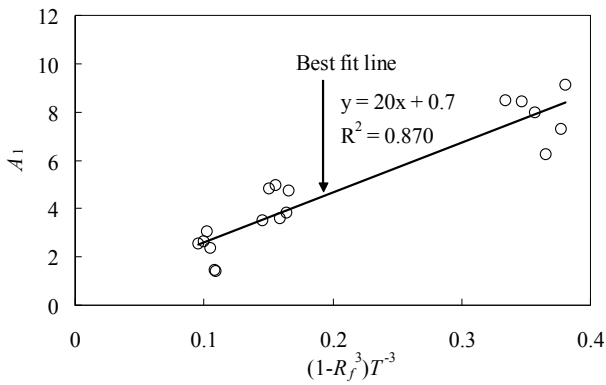 12
10
8
6
4
2
0
A1
Best fit line
y = 20x + 0.7
R² = 0.870
0 0.1 0.2 0.3 0.4
(1-Rf³)T⁻³